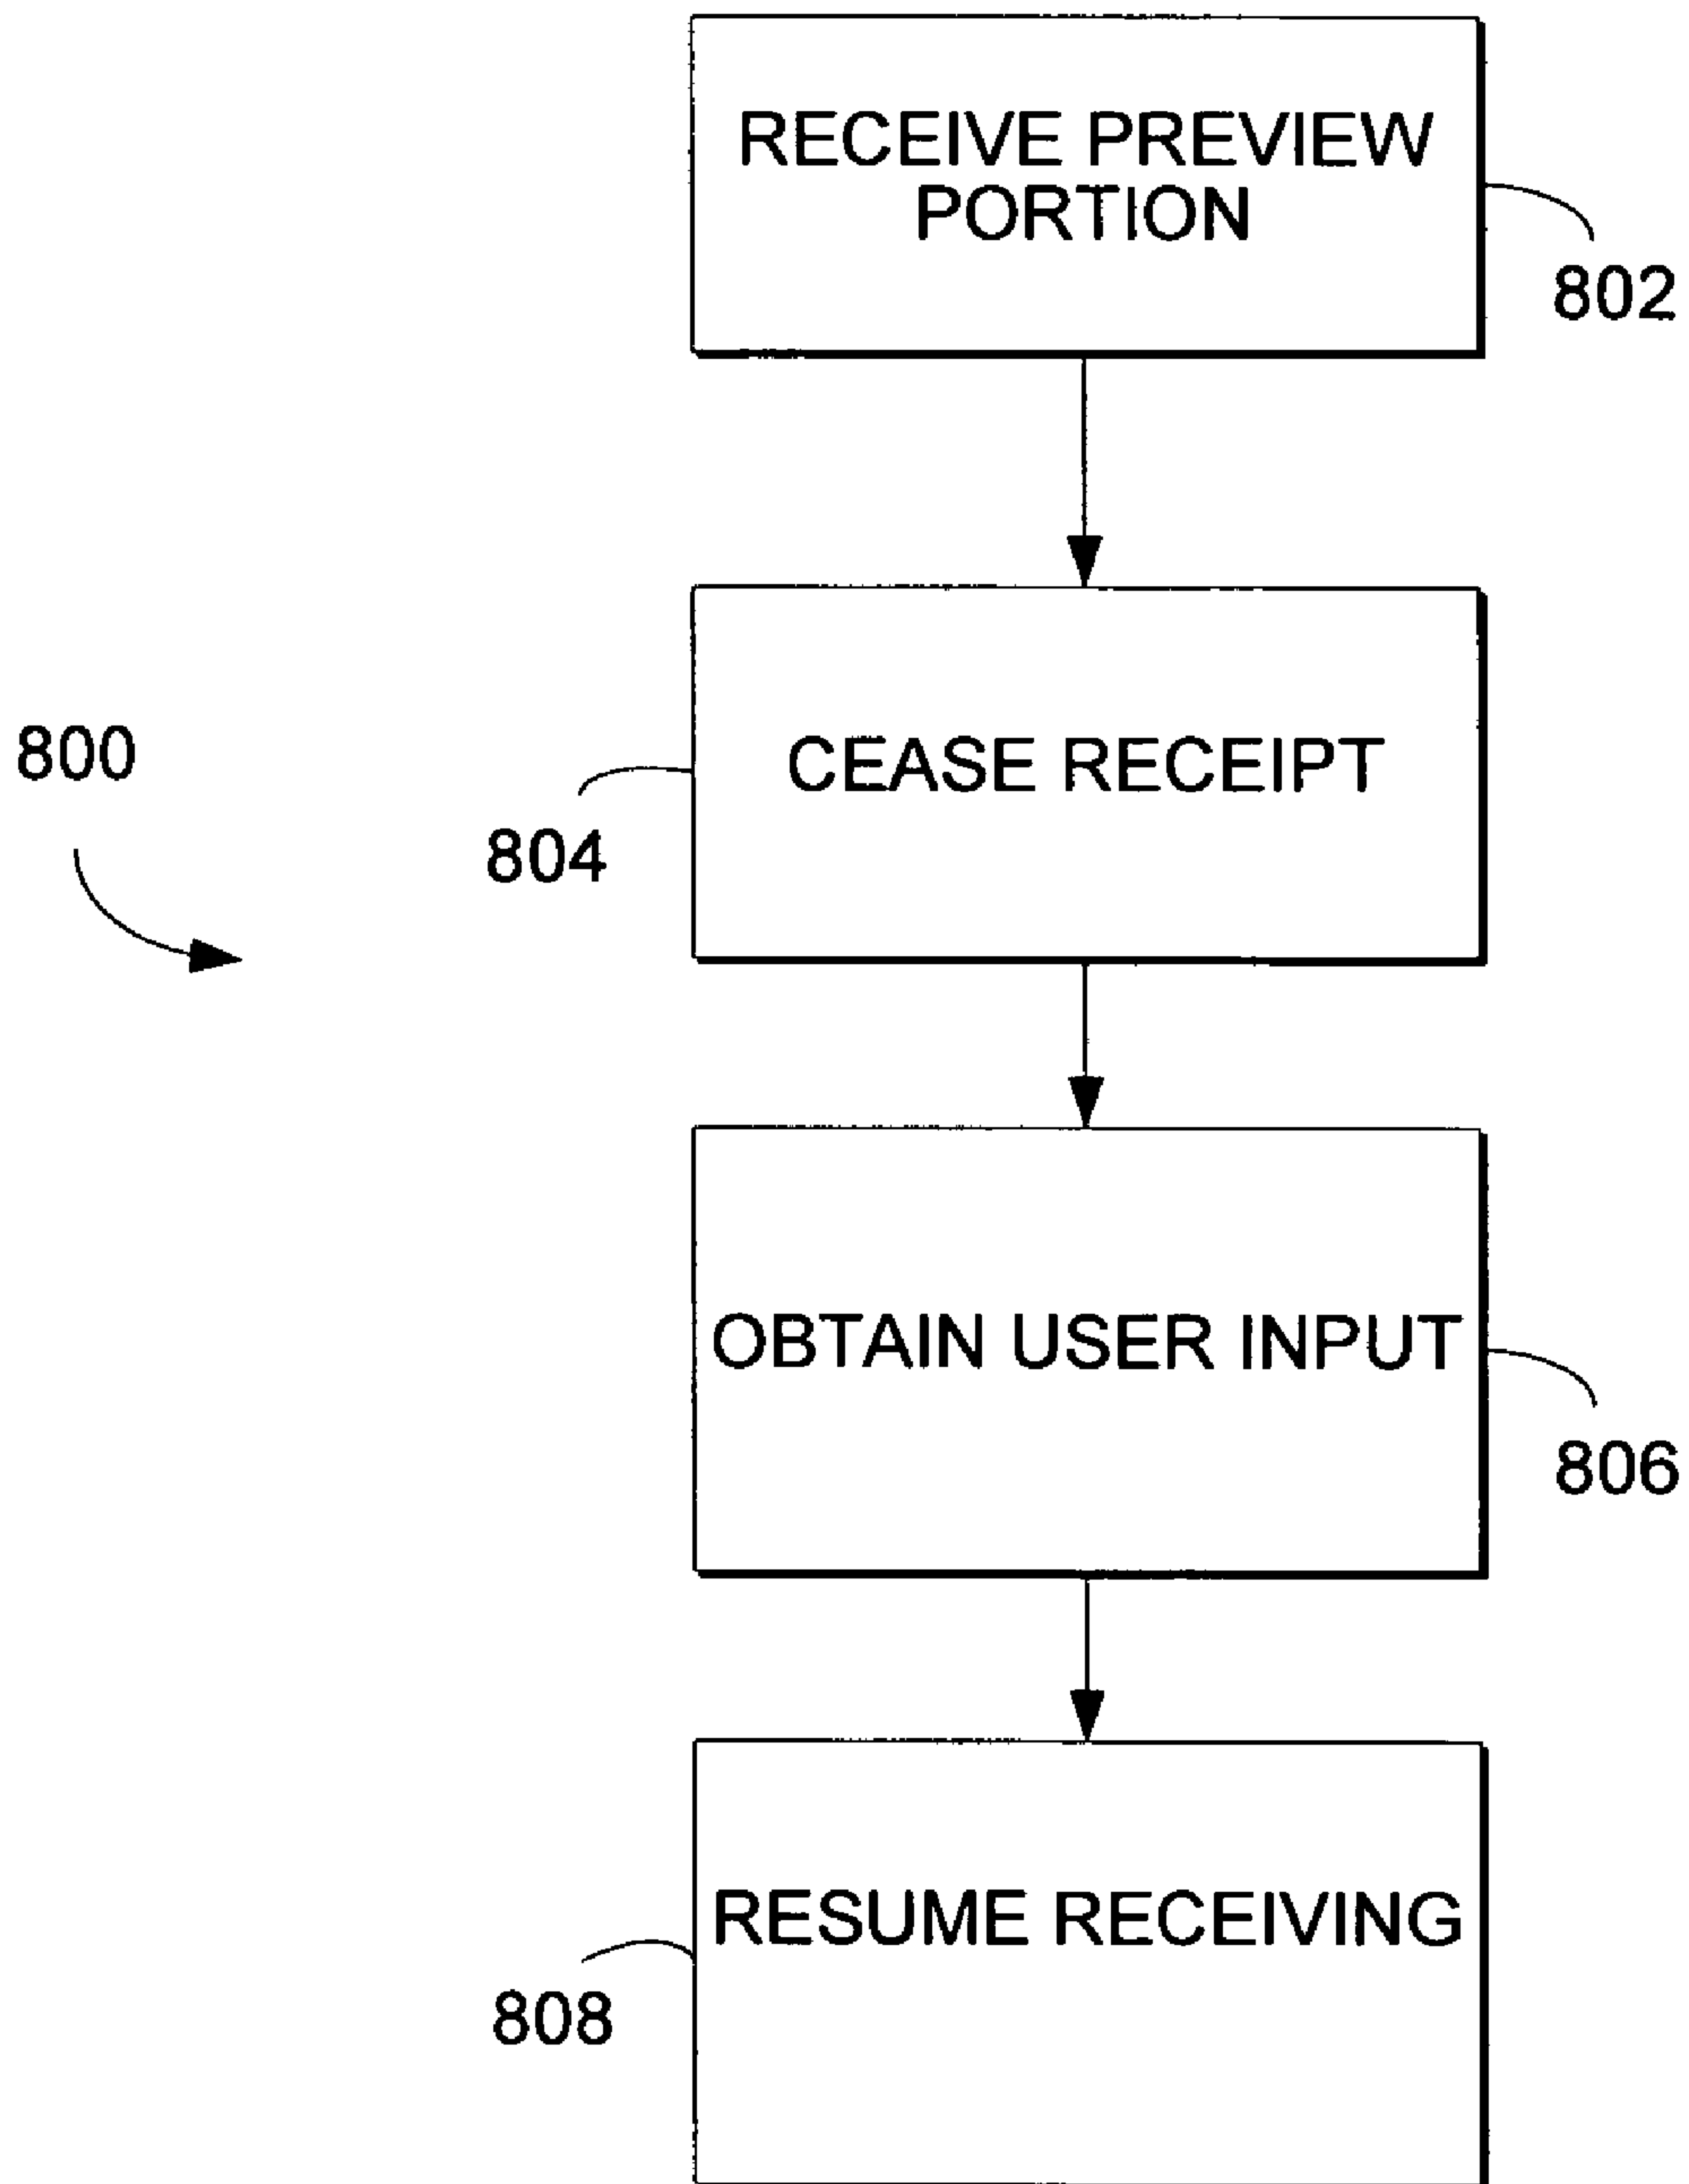 RECEIVE PREVIEW
PORTION
802
800
CEASE RECEIPT
804
OBTAIN USER INPUT
806
RESUME RECEIVING
808